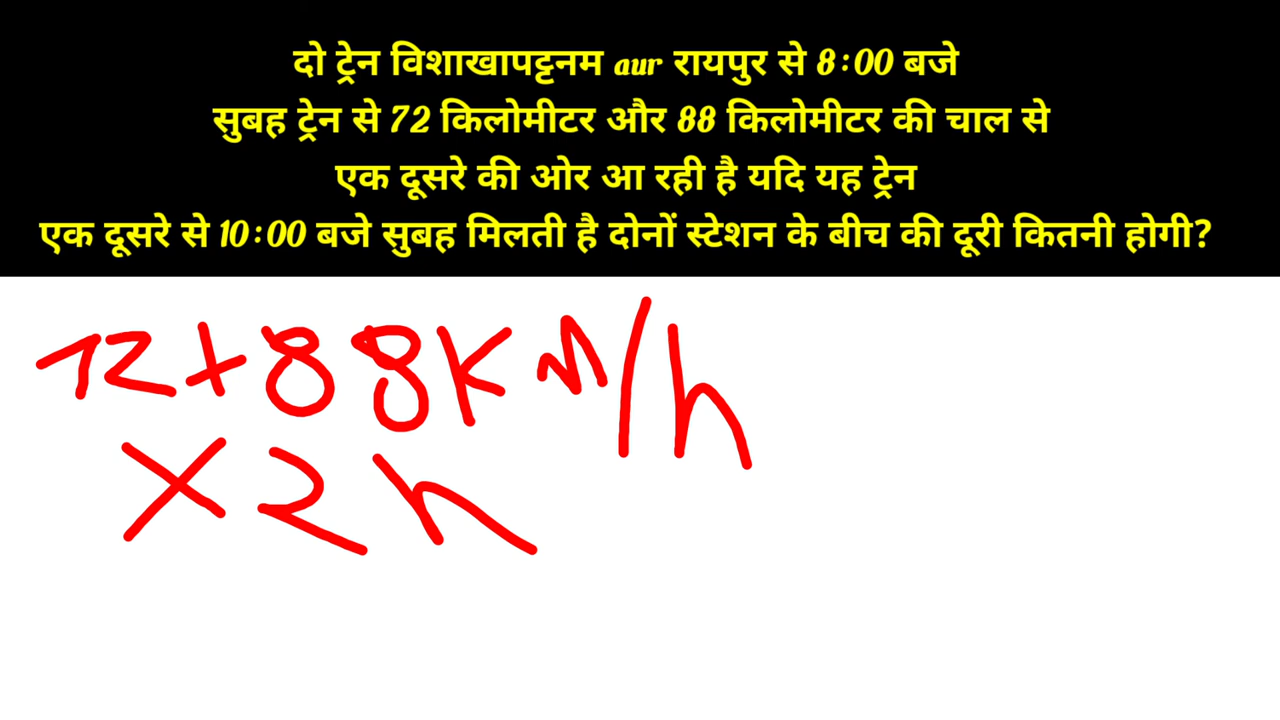 दो ट्रेन विशाखापट्टनम aur रायपुर से 8:00 बजे
सुबह ट्रेन से 72 किलोमीटर और 88 किलोमीटर की चाल से
एक दूसरे की ओर आ रही है यदि यह ट्रेन
एक दूसरे से 10:00 बजे सुबह मिलती है दोनों स्टेशन के बीच की दूरी कितनी होगी?
72+88Km/h
×2h